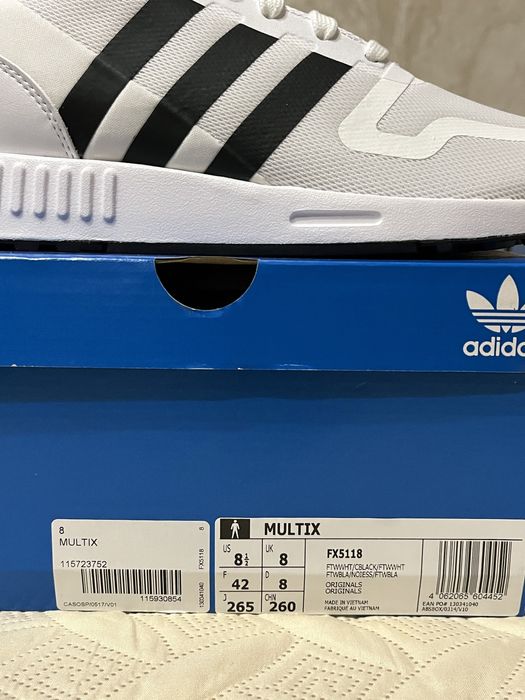 adida
8
MULTIX
115723752
115930854
CASOSP/0517/V01
8
FX5118
130341040
MULTIX
US 8½ UK 8
F 42 D 8
J 265 CHN 260
FX5118
FTWWHT/CBLACK/FTWWHT
FTWBLA/NOIESS/FTWBLA
ORIGINALS
ORIGINALS
MADE IN VIETNAM
FABRIQUE AU VIETNAM
4 062065 604452
EAN PO# 130341040
ABSBOX/0314/V10